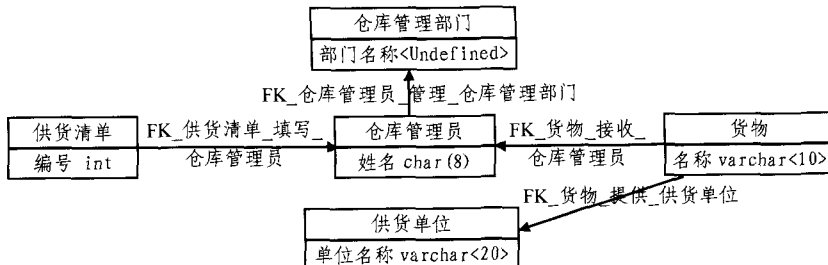 仓库管理部门
部门名称<Undefined>
FK_仓库管理员_管理_仓库管理部门
供货清单
编号 int
FK_供货清单_填写_
仓库管理员
仓库管理员
姓名 char(8)
FK_货物_接收_
仓库管理员
货物
名称 varchar<10>
FK_货物_提供_供货单位
供货单位
单位名称 varchar<20>